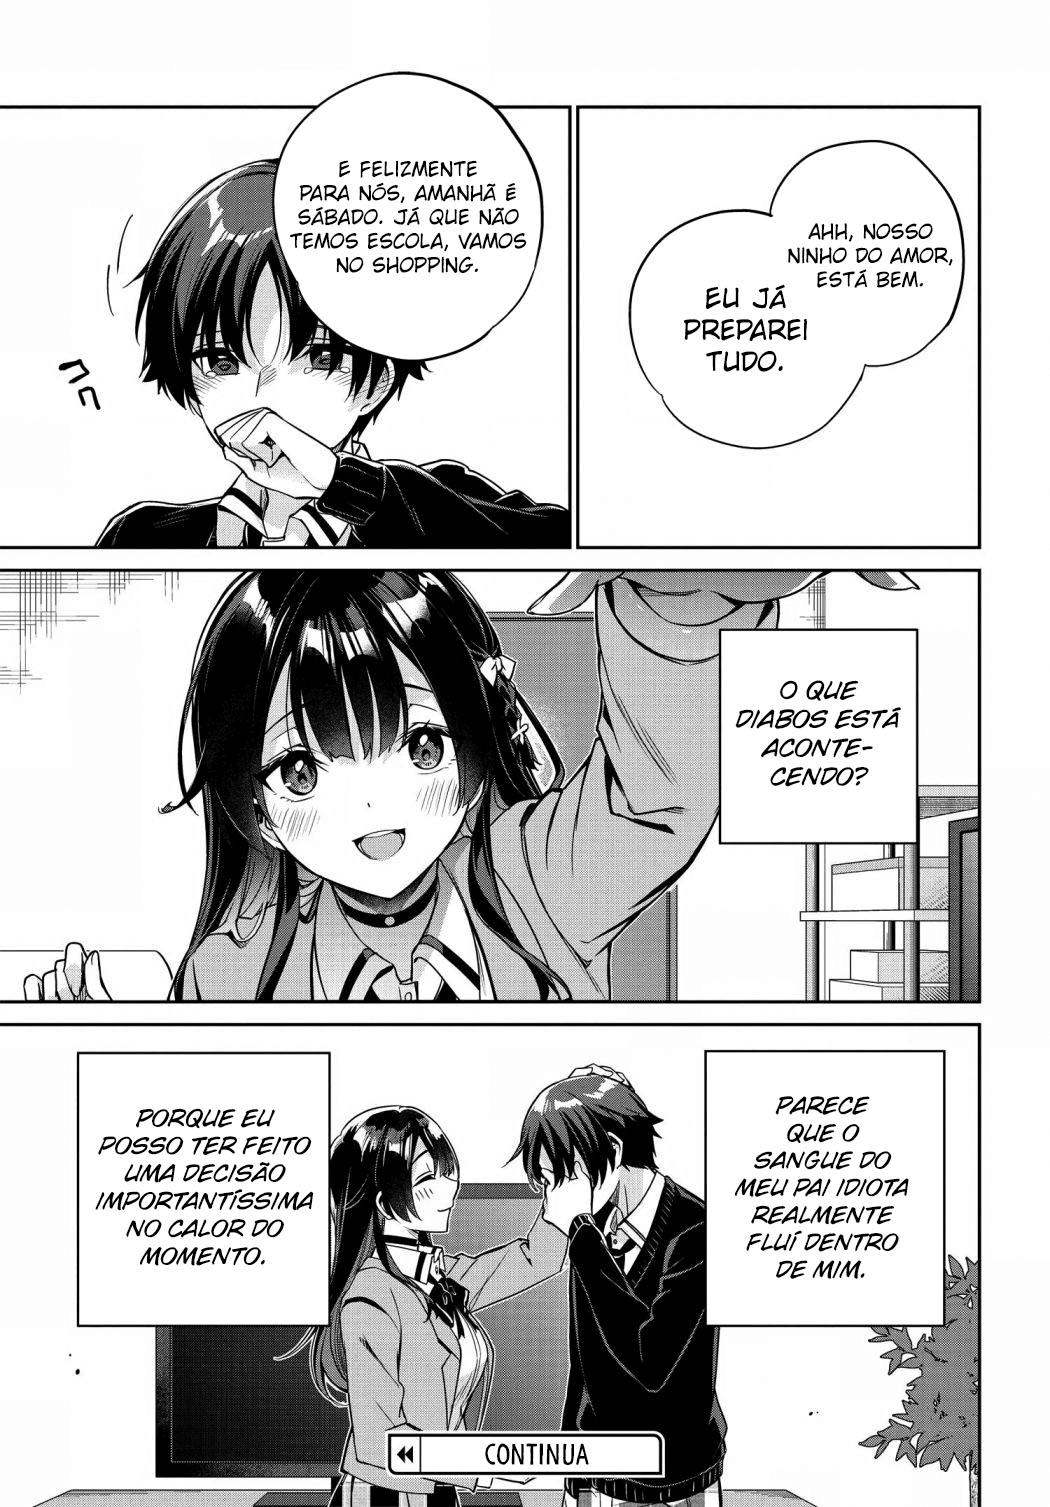 AHH, NOSSO
NINHO DO AMOR,
ESTÁ BEM.
EU JÁ
PREPAREI
TUDO.
E FELIZMENTE
PARA NÓS, AMANHÃ É
SÁBADO. JÁ QUE NÃO
TEMOS ESCOLA, VAMOS
NO SHOPPING.
コク
O QUE
DIABOS ESTÁ
ACONTE-
CENDO?
PARECE
QUE O
SANGUE DO
MEU PAI IDIOTA
REALMENTE
FLUÍ DENTRO
DE MIM.
PORQUE EU
POSSO TER FEITO
UMA DECISÃO
IMPORTANTÍSSIMA
NO CALOR DO
MOMENTO.
CONTINUA